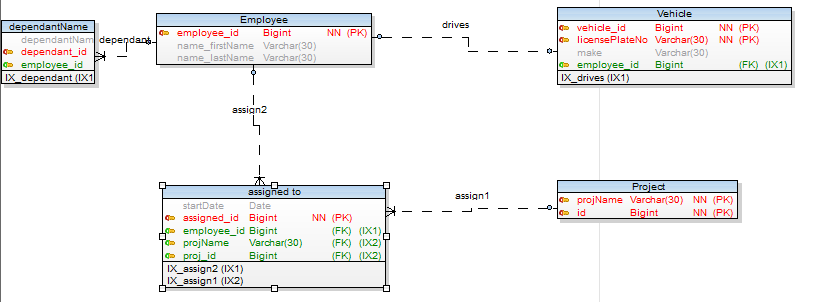 dependantName
dependantNam
dependant_id
employee_id
IX_dependant (IX1
dependant
Employee
employee_id Bigint NN (PK)
name_firstName Varchar(30)
name_lastName Varchar(30)
drives
Vehicle
vehicle_id Bigint NN (PK)
licensePlateNo Varchar(30) NN (PK)
make Varchar(30)
employee_id Bigint (FK) (IX1)
IX_drives (IX1)
assign2
assigned to
startDate Date
assigned_id Bigint NN (PK)
employee_id Bigint (FK) (IX1)
projName Varchar(30) (FK) (IX2)
proj_id Bigint (FK) (IX2)
IX_assign2 (IX1)
IX_assign1 (IX2)
assign1
Project
projName Varchar(30) NN (PK)
id Bigint NN (PK)